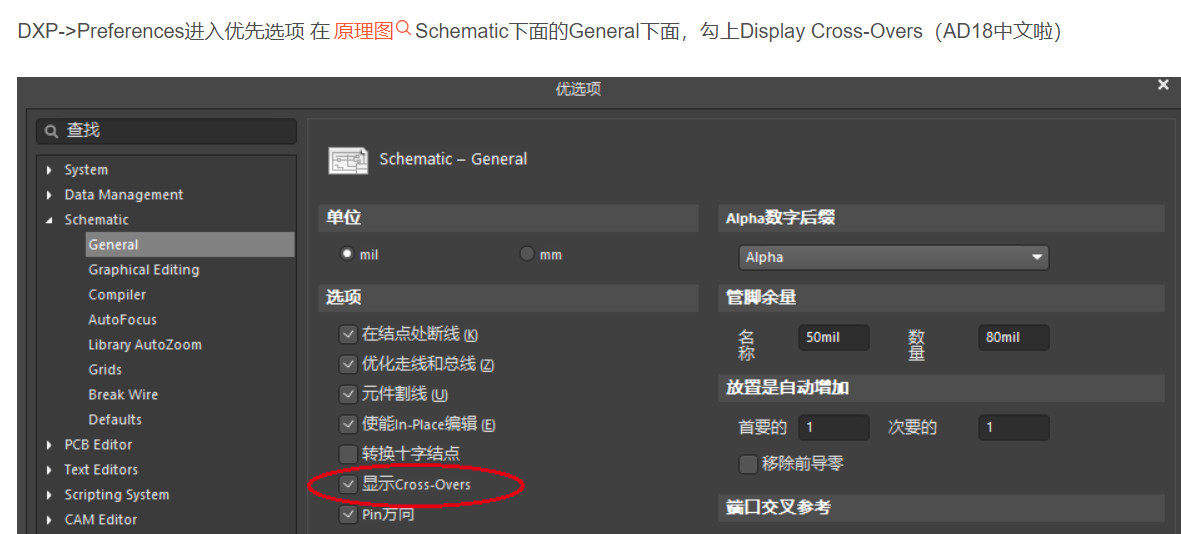 DXP->Preferences进入优先选项 在 原理图 Schematic下面的General下面，勾上Display Cross-Overs（AD18中文啦）
优选项
查找
System
Data Management
Schematic
General
Graphical Editing
Compiler
AutoFocus
Library AutoZoom
Grids
Break Wire
Defaults
PCB Editor
Text Editors
Scripting System
CAM Editor
Schematic – General
单位
mil mm
选项
在结点处断线 (K)
优化走线和总线 (Z)
元件割线 (U)
使能In-Place编辑 (E)
转换十字结点
显示Cross-Overs
Pin方向
Alpha数字后缀
Alpha
管脚余量
名称 50mil 数量 80mil
放置是自动增加
首要的 1 次要的 1
移除前导零
端口交叉参考